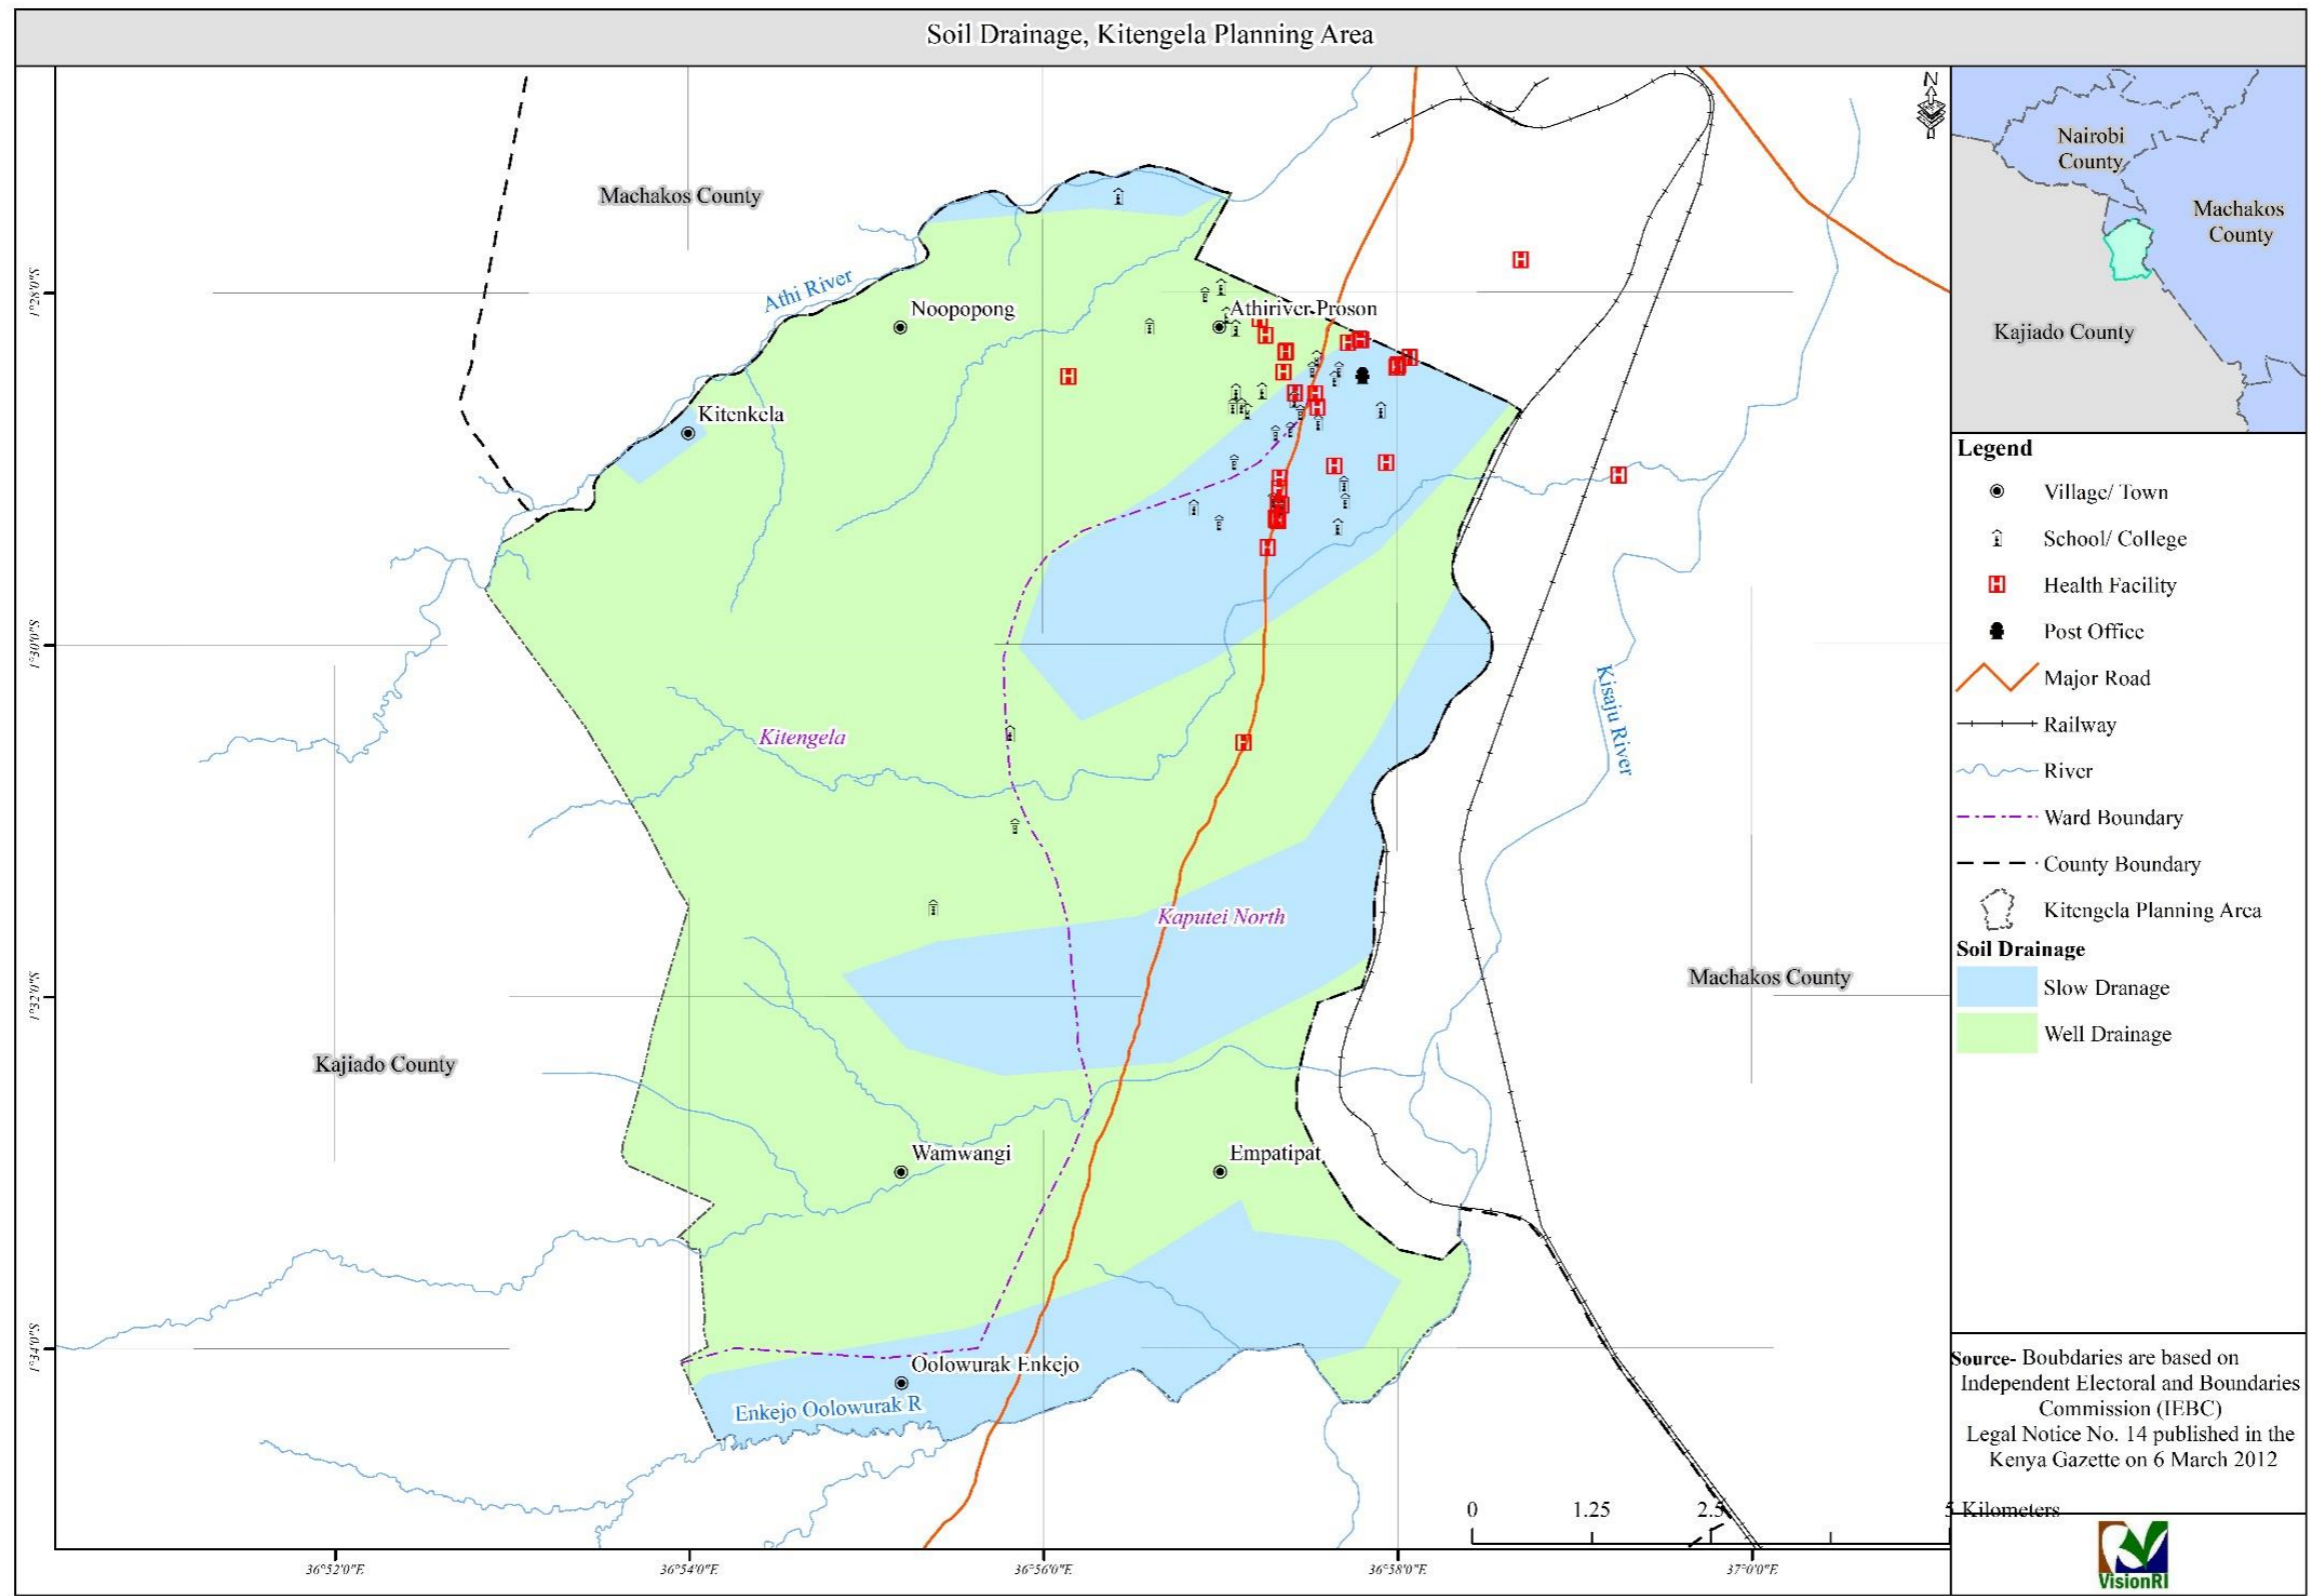 Soil Drainage, Kitengela Planning Area
N
Machakos County
Athi River
Noopopong
Athiriver-Proson
Kitenkela
Kitengela
Kisaju River
Kaputei North
Machakos County
Kajiado County
Wamwangi
Empatipat
Oolowurak Enkejo
Enkejo Oolowurak R
1°28'0"S
1°30'0"S
1°32'0"S
1°34'0"S
36°52'0"E
36°54'0"E
36°56'0"E
36°58'0"E
37°0'0"E
0
1.25
2.5
5 Kilometers
Nairobi
County
Machakos
County
Kajiado County
Legend
Village/ Town
School/ College
H Health Facility
Post Office
Major Road
Railway
River
Ward Boundary
County Boundary
Kitengela Planning Area
Soil Drainage
Slow Dranage
Well Drainage
Source- Boubdaries are based on
Independent Electoral and Boundaries
Commission (IEBC)
Legal Notice No. 14 published in the
Kenya Gazette on 6 March 2012
VisionRI